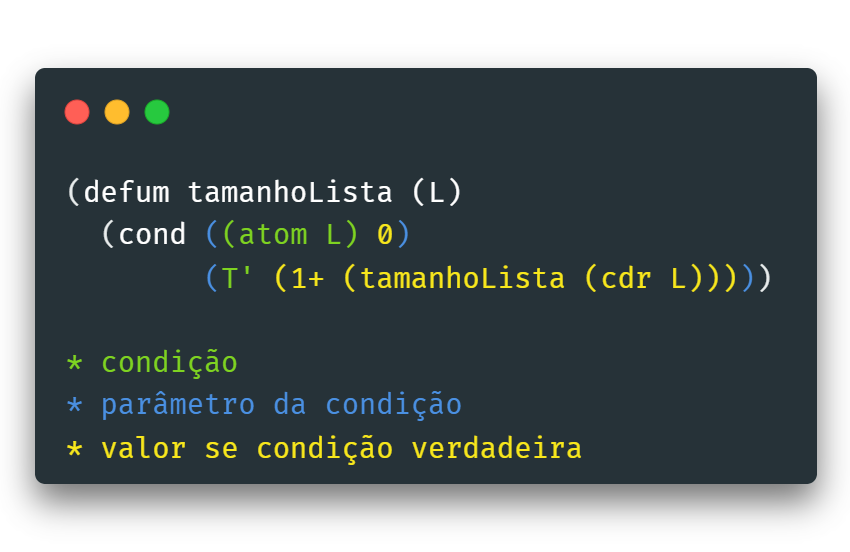 (defum tamanhoLista (L)
(cond ((atom L) 0)
(T' (1+ (tamanhoLista (cdr L)))))
* condição
* parâmetro da condição
* valor se condição verdadeira